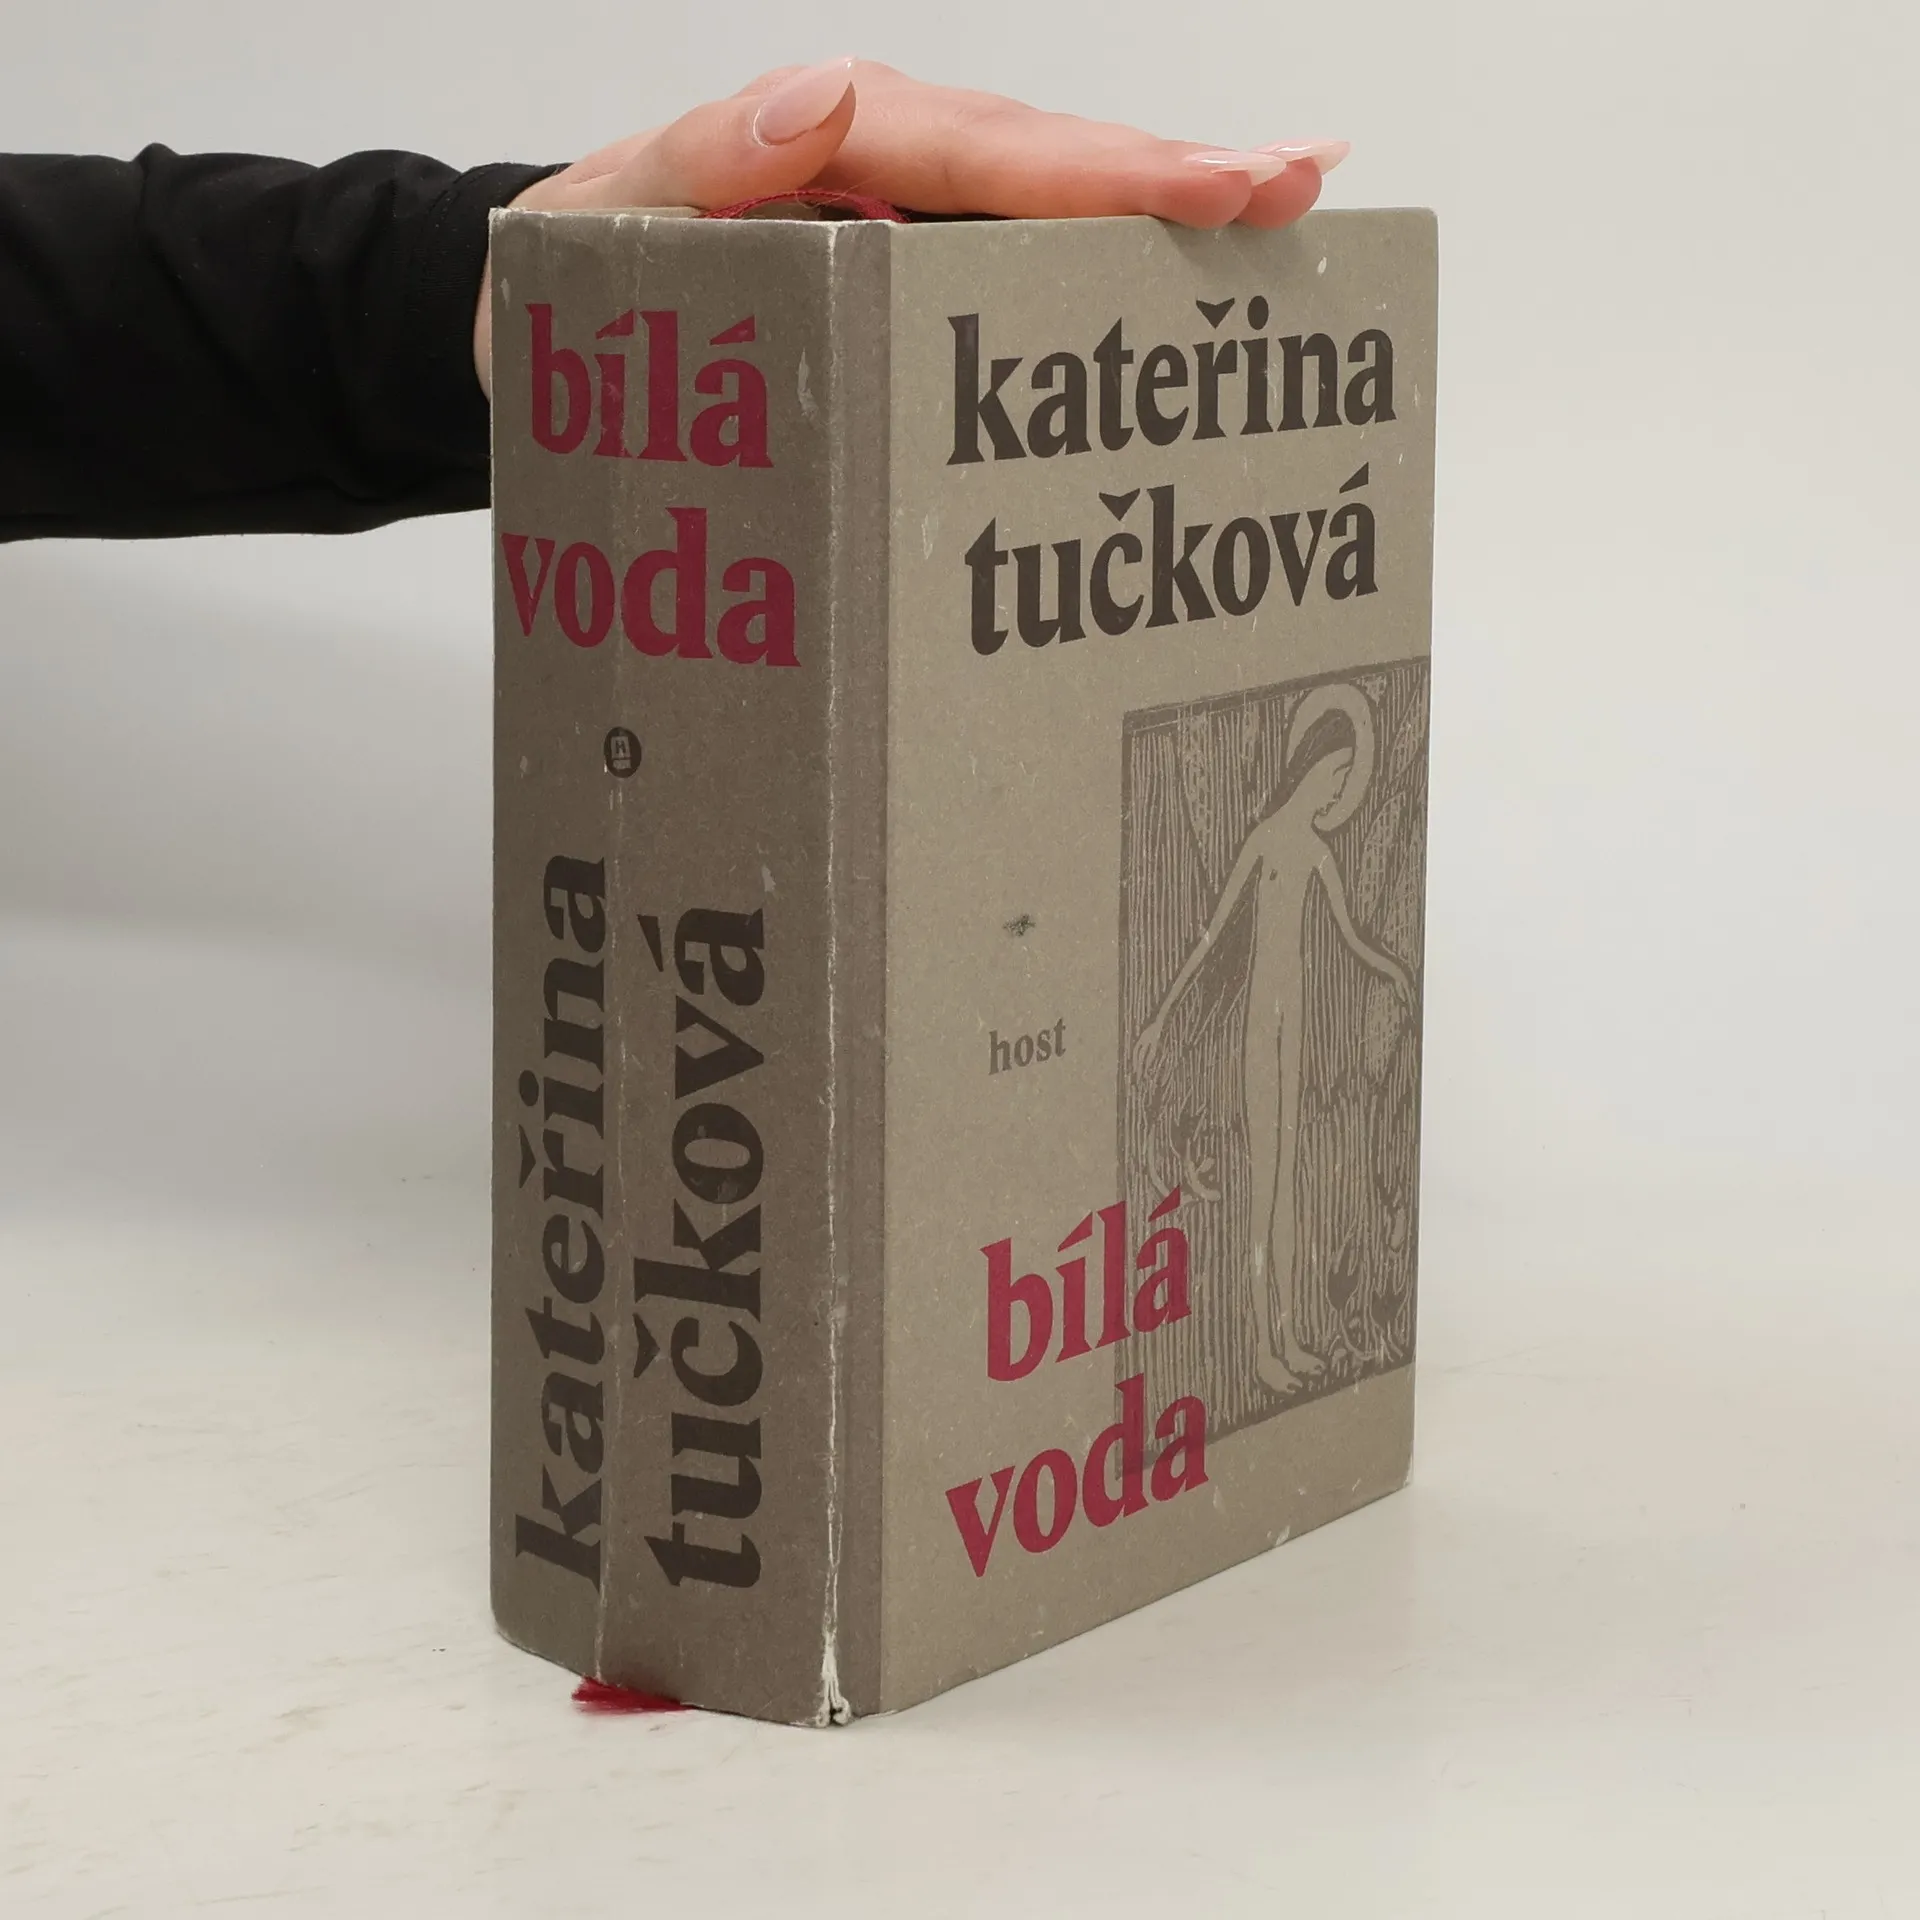 bílá
voda
H
kateřina
tučková
kateřina
tučková
host
bílá
voda